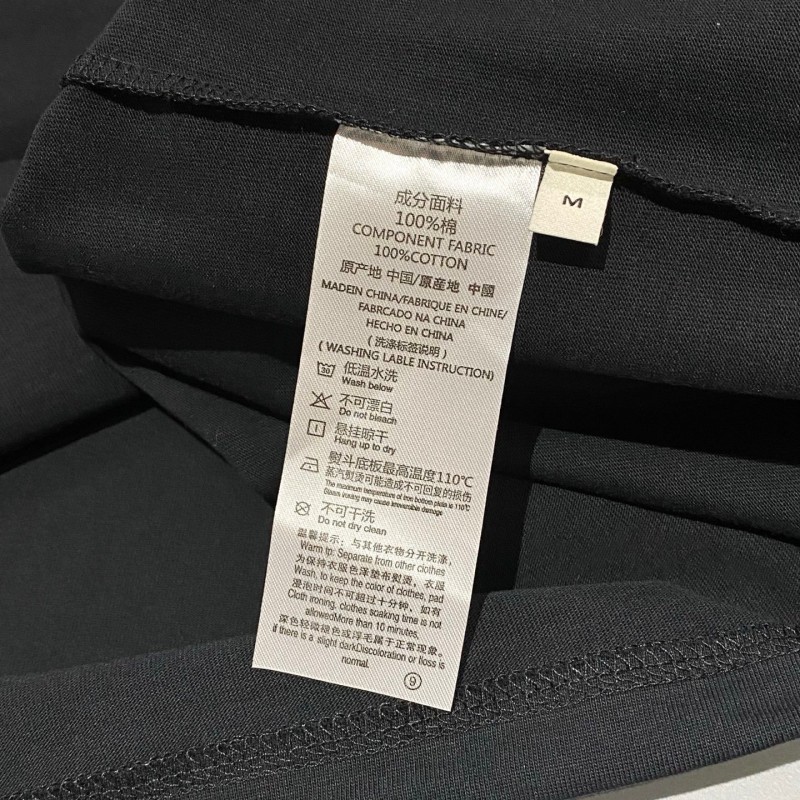 成分面料
100%棉
COMPONENT FABRIC
100%COTTON
原产地 中国/原産地 中國
MADEIN CHINA/FABRIQUE EN CHINE/
FABRCADO NA CHINA
HECHO EN CHINA
(洗涤标签说明)
( WASHING LABLE INSTRUCTION)
30 低温水洗
Wash below
不可漂白
Do not bleach
悬挂晾干
Hang up to dry
熨斗底板最高温度110℃
蒸汽熨烫可能造成不可回复的损伤
The maximum temperature of iron bottom plate is 110℃
Steam ironing may cause irreversible damage
不可干洗
Do not dry clean
温馨提示：与其他衣物分开洗涤,
Warm tip: Separate from other clothes
为保持衣服色泽垫布熨烫，衣服
Wash, to keep the color of clothes, pad
浸泡时间不可超过十分钟、如有
Cloth ironing, clothes soaking time is not
allowedMore than 10 minutes,
深色轻微褪色或浮毛属于正常现象。
if there is a slight darkDiscoloration or floss is
normal.
9
M